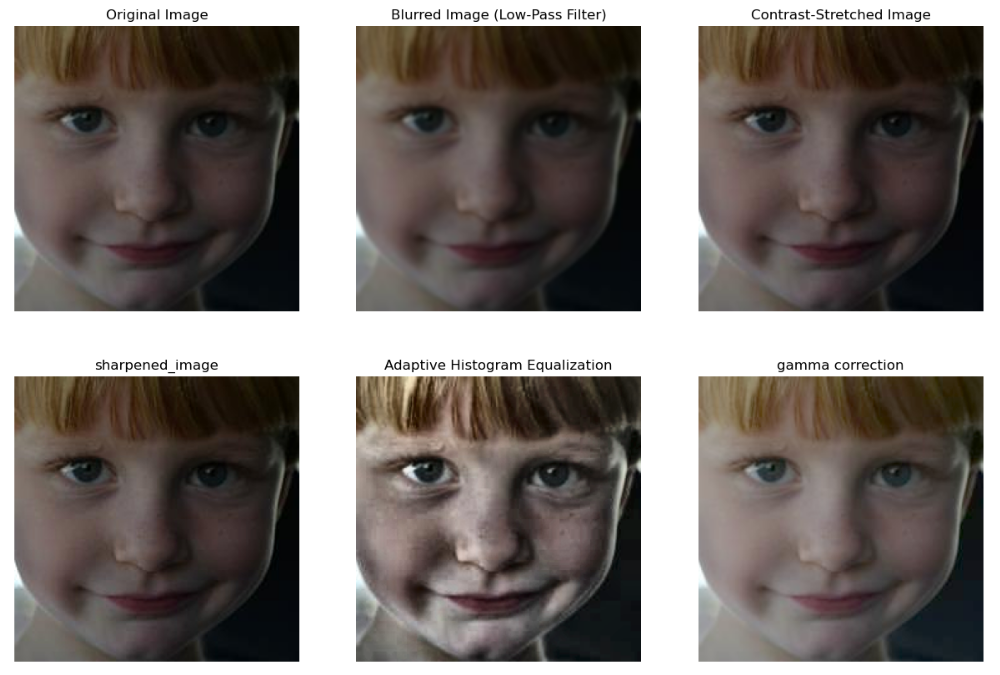 Original Image
Blurred Image (Low-Pass Filter)
Contrast-Stretched Image
sharpened_image
Adaptive Histogram Equalization
gamma correction